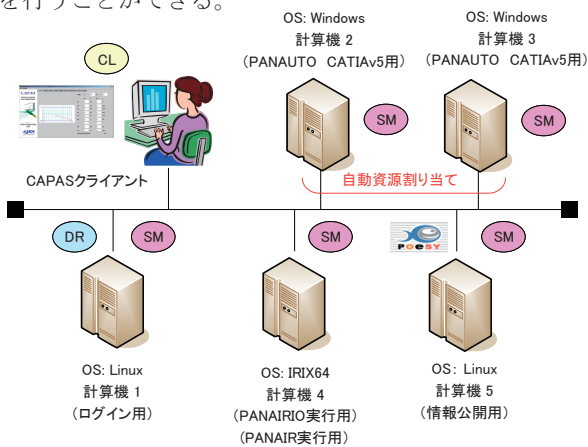 を行うことができる。
OS: Windows
計算機 2
(PANAUTO CATIAv5用)
OS: Windows
計算機 3
(PANAUTO CATIAv5用)
CL
SM
SM
CAPASクライアント
自動資源割り当て
DR
SM
SM
POESY
SM
OS: Linux
計算機 1
(ログイン用)
OS: IRIX64
計算機 4
(PANAIRIO実行用)
(PANAIR実行用)
OS: Linux
計算機 5
(情報公開用)